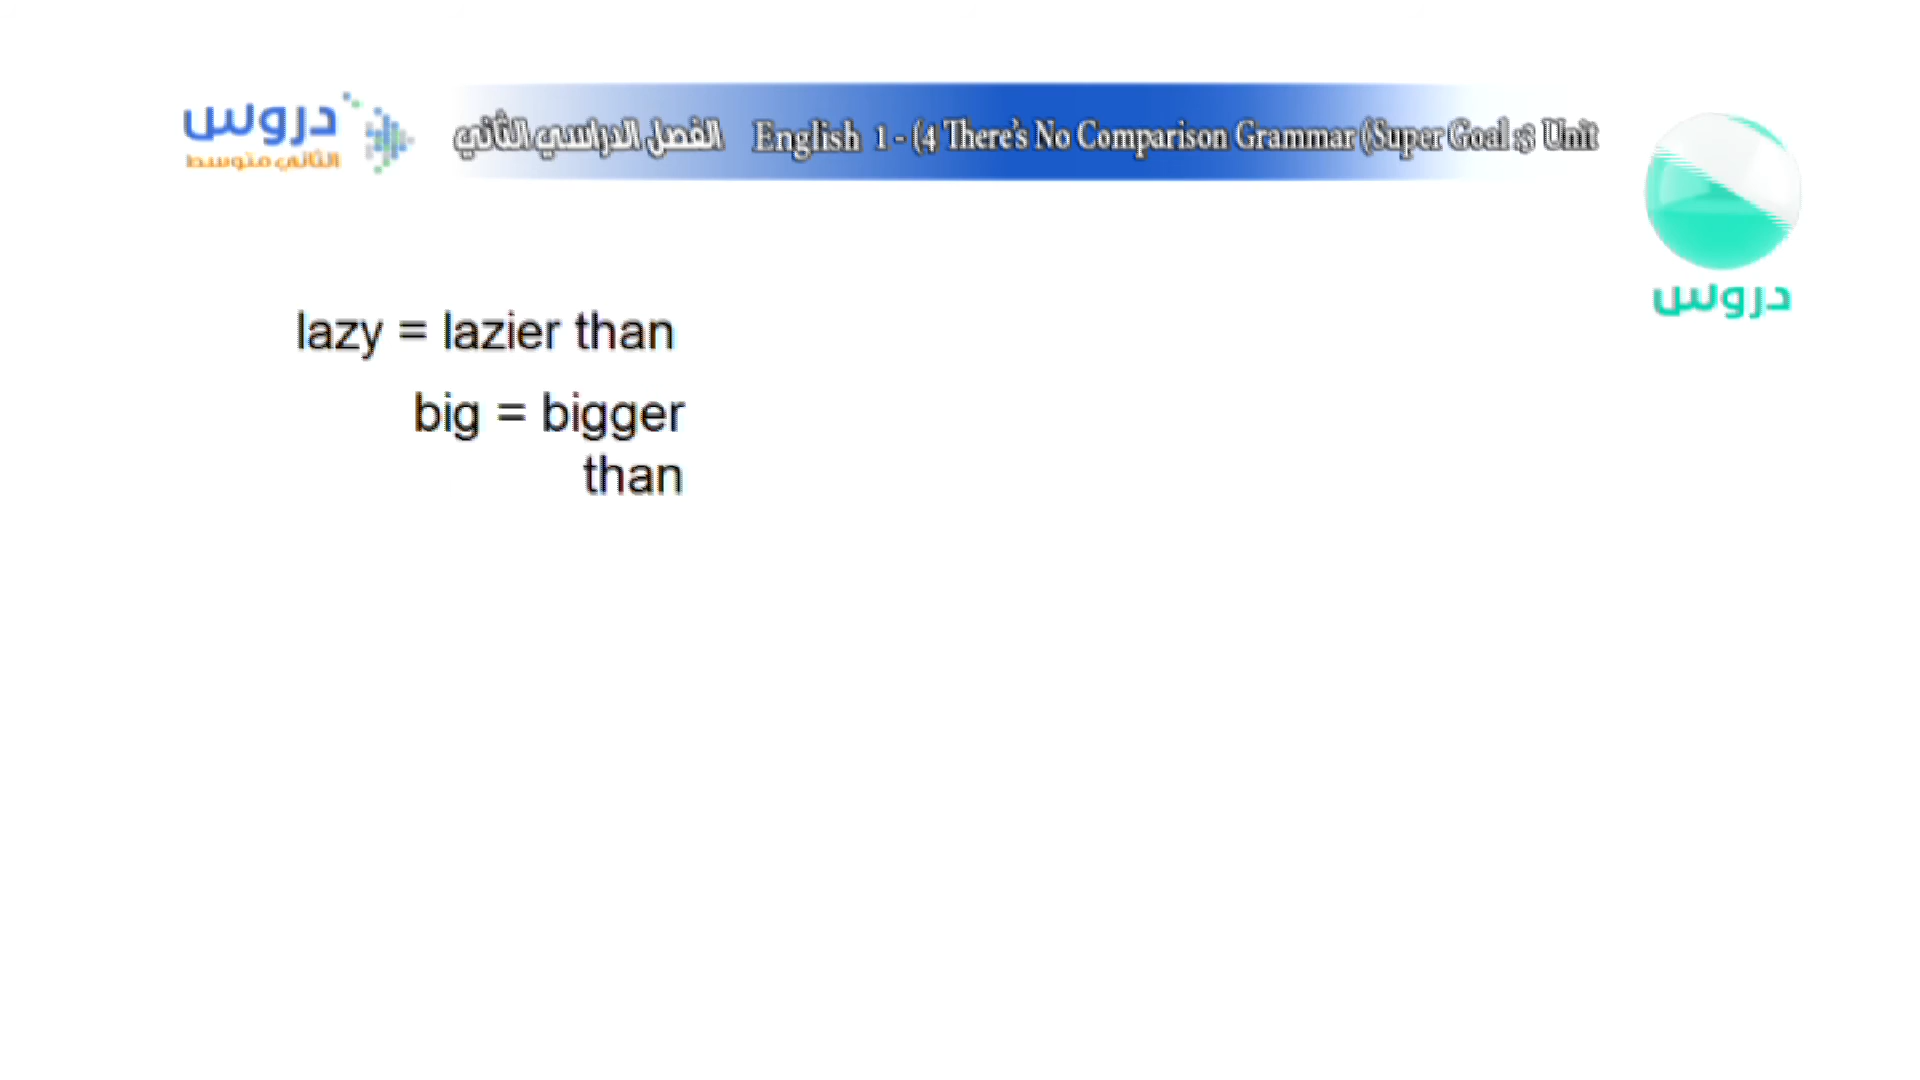 دروس
الثاني متوسط
الفصل الدراسي الثاني English 1 - (4 There's No Comparison Grammar (Super Goal :3 Unit
دروس
lazy = lazier than
big = bigger
than